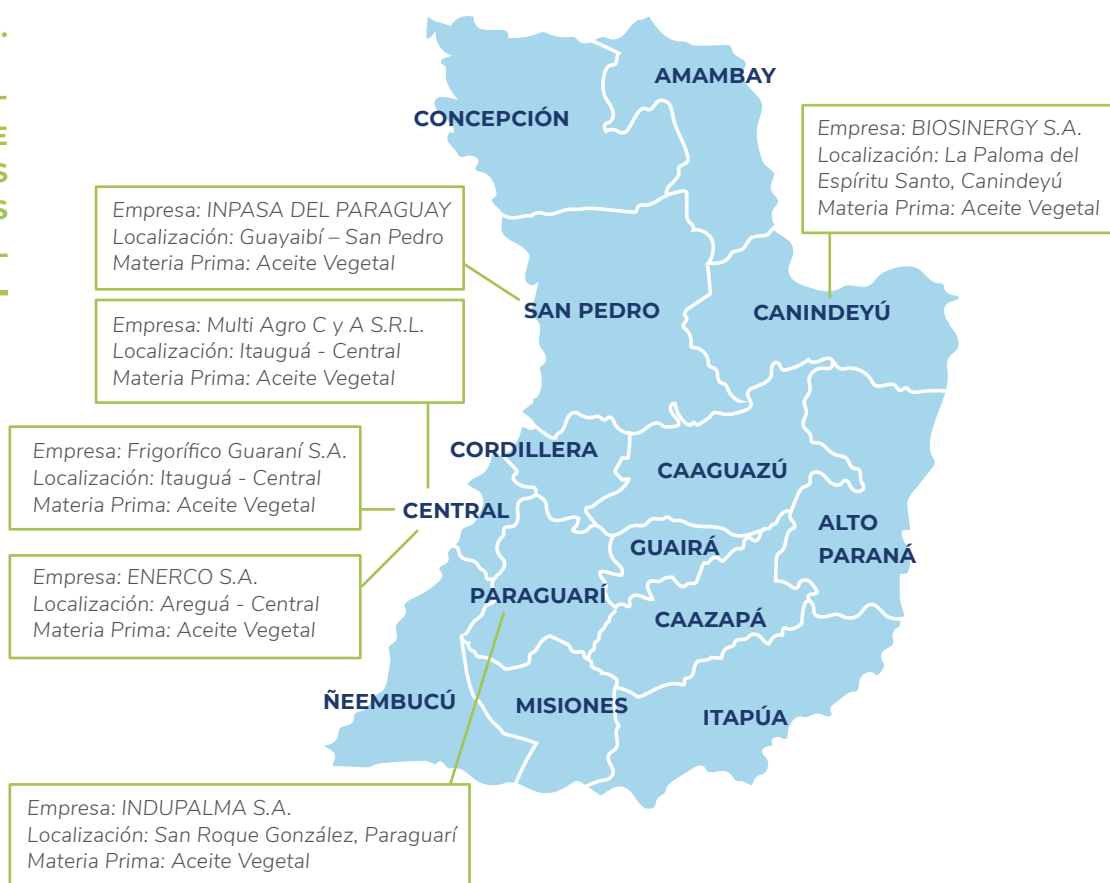 AMAMBAY
CONCEPCIÓN
Empresa: BIOSINERGY S.A.
Localización: La Paloma del
Espíritu Santo, Canindeyú
Materia Prima: Aceite Vegetal
Empresa: INPASA DEL PARAGUAY
Localización: Guayaibí – San Pedro
Materia Prima: Aceite Vegetal
SAN PEDRO
CANINDEYÚ
Empresa: Multi Agro C y A S.R.L.
Localización: Itauguá - Central
Materia Prima: Aceite Vegetal
Empresa: Frigorífico Guaraní S.A.
Localización: Itauguá - Central
Materia Prima: Aceite Vegetal
CORDILLERA
CAAGUAZÚ
CENTRAL
ALTO
PARANÁ
GUAIRÁ
Empresa: ENERCO S.A.
Localización: Areguá - Central
Materia Prima: Aceite Vegetal
PARAGUARÍ
CAAZAPÁ
ÑEEMBUCÚ
MISIONES
ITAPÚA
Empresa: INDUPALMA S.A.
Localización: San Roque González, Paraguarí
Materia Prima: Aceite Vegetal